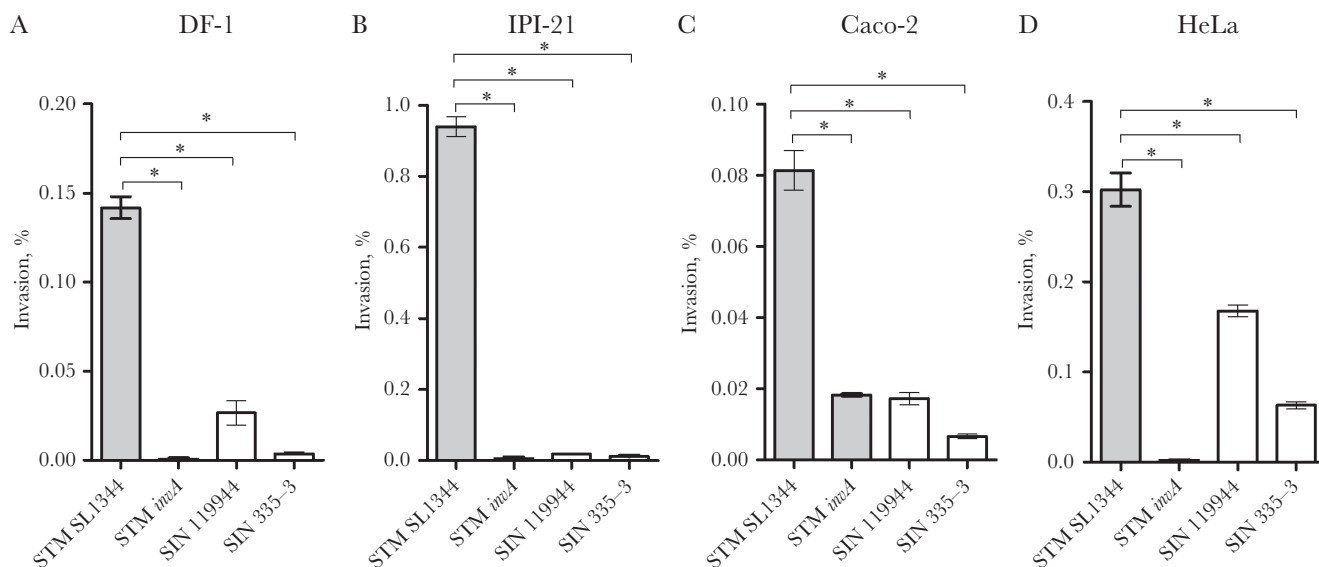 A DF-1
Invasion, %
0.20
0.15
0.10
0.05
0.00
*
*
*
STM SL1344
STM invA
SIN 119944
SIN 335–3
B IPI-21
Invasion, %
1.0
0.8
0.6
0.4
0.2
0.0
*
*
*
STM SL1344
STM invA
SIN 119944
SIN 335–3
C Caco-2
Invasion, %
0.10
0.08
0.06
0.04
0.02
0.00
*
*
*
STM SL1344
STM invA
SIN 119944
SIN 335–3
D HeLa
Invasion, %
0.4
0.3
0.2
0.1
0.0
*
*
*
STM SL1344
STM invA
SIN 119944
SIN 335–3